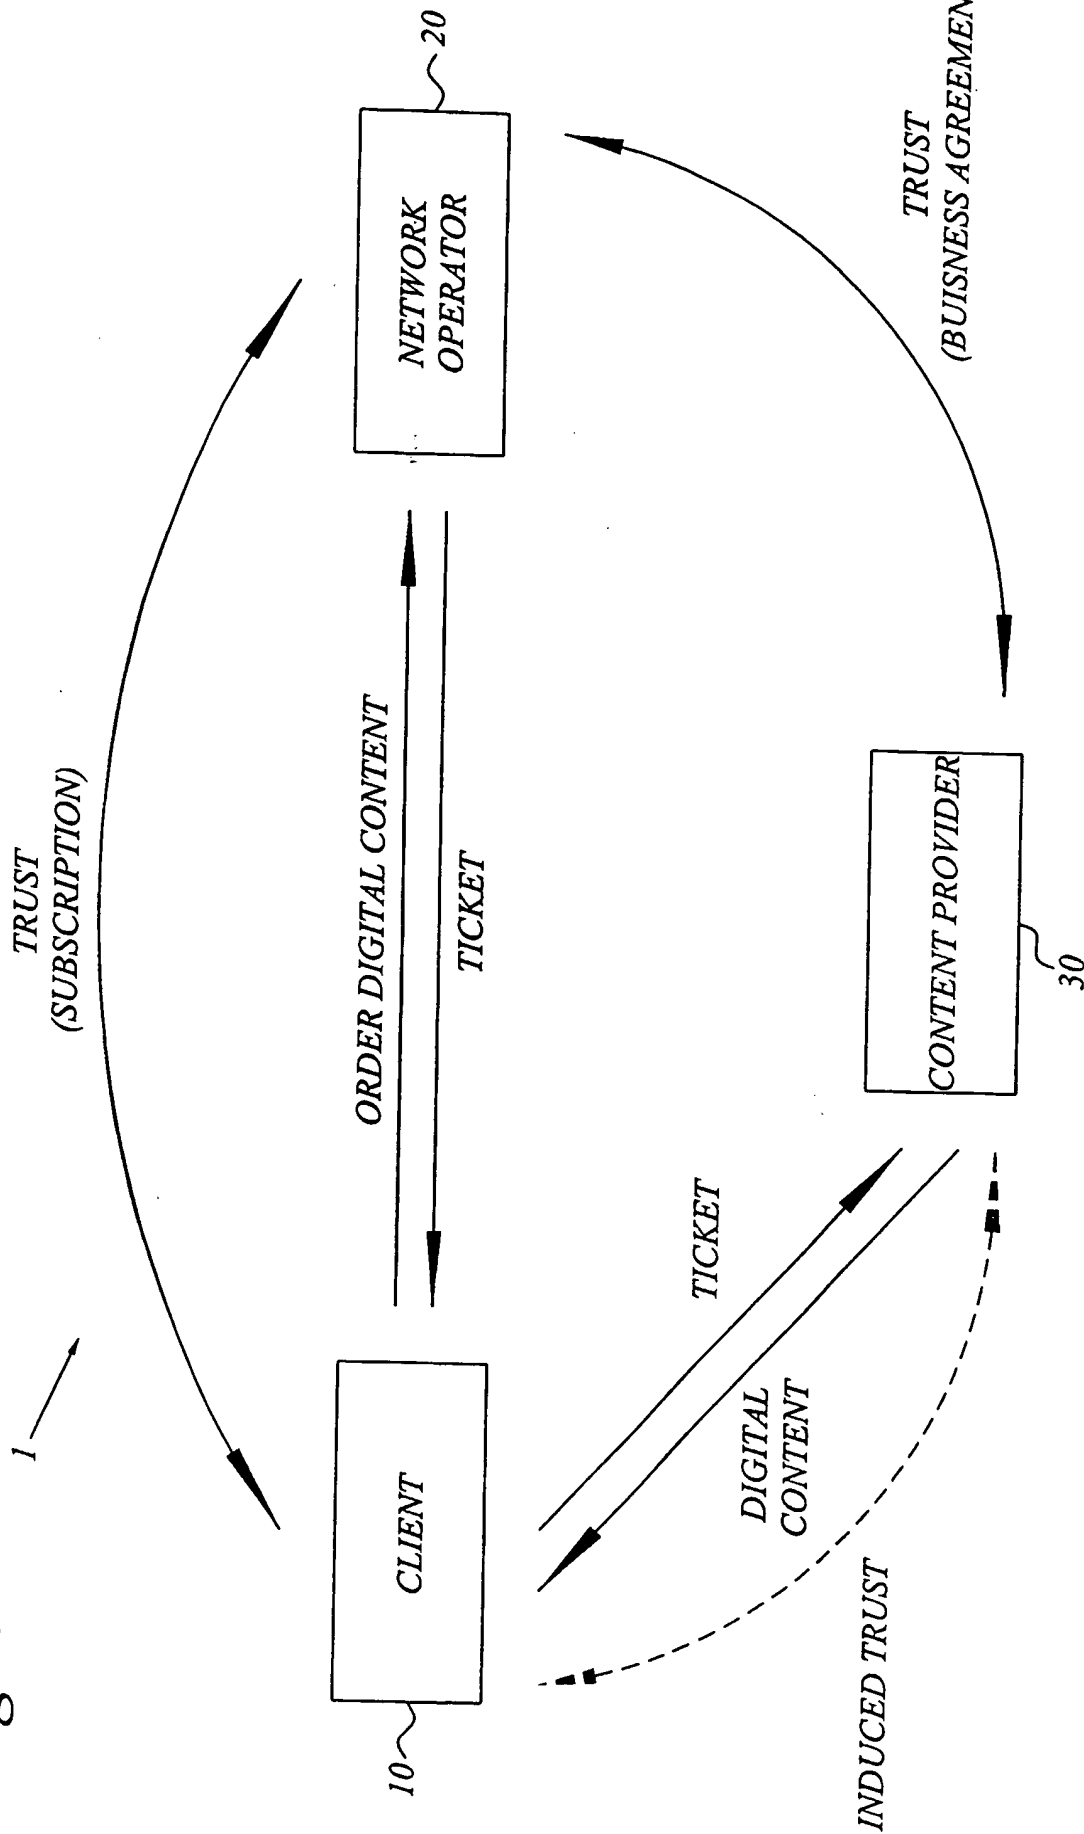 1
TRUST
(SUBSCRIPTION)
CLIENT
10
ORDER DIGITAL CONTENT
TICKET
NETWORK
OPERATOR
20
TICKET
DIGITAL
CONTENT
INDUCED TRUST
CONTENT PROVIDER
30
TRUST
(BUISNESS AGREEMEN